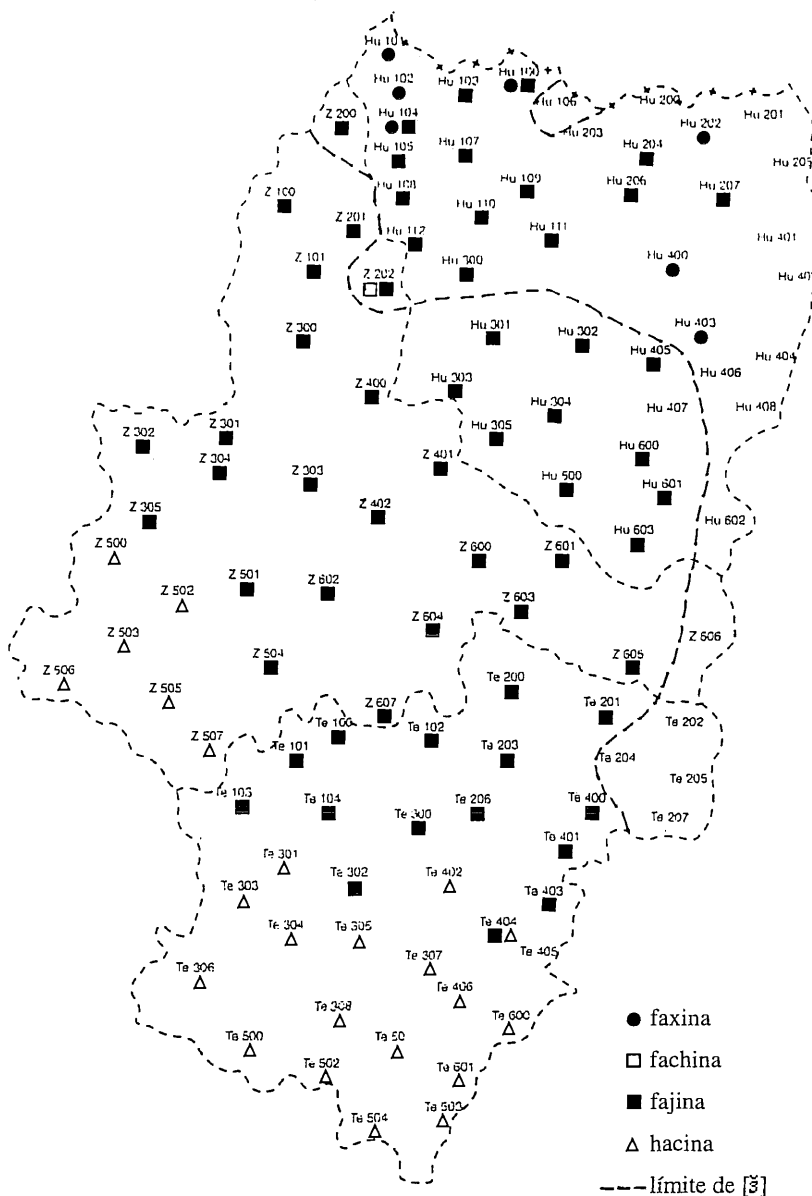 Hu 101
Hu 102
Hu 103
Hu 100
Hu 106
Hu 200
Hu 201
Z 200
Hu 104
Hu 203
Hu 202
Hu 105
Hu 107
Hu 204
Hu 205
Z 100
Hu 108
Hu 109
Hu 206
Hu 207
Z 201
Hu 110
Hu 112
Hu 111
Hu 401
Z 101
Z 202
Hu 300
Hu 400
Z 300
Hu 301
Hu 302
Hu 403
Hu 405
Hu 404
Hu 406
Z 400
Hu 303
Hu 304
Hu 407
Hu 408
Z 302
Z 301
Hu 305
Z 304
Z 303
Z 401
Hu 600
Z 305
Z 402
Hu 500
Hu 601
Hu 602
Z 500
Hu 603
Z 502
Z 501
Z 602
Z 600
Z 601
Z 503
Z 604
Z 603
Z 606
Z 506
Z 505
Z 504
Z 605
Te 200
Z 507
Z 607
Te 100
Te 102
Te 201
Te 202
Te 101
Te 203
Te 204
Te 205
Te 103
Te 104
Te 300
Te 206
Te 400
Te 207
Te 401
Te 301
Te 302
Te 402
Te 303
Te 403
Te 304
Te 305
Te 404
Te 405
Te 306
Te 307
Te 406
Te 308
Te 600
Te 500
Te 50
Te 502
Te 601
Te 504
Te 503
faxina
fachina
fajina
hacina
límite de [ǯ]